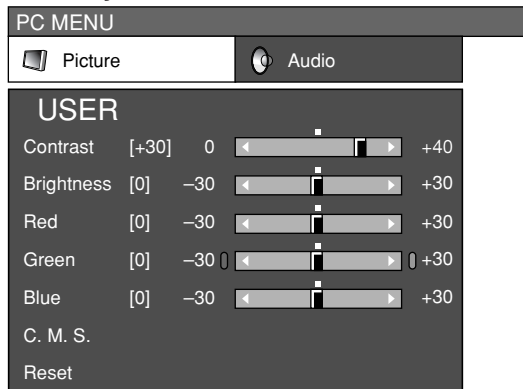 PC MENU
Picture Audio
USER
Contrast [+30] 0 +40
Brightness [0] –30 +30
Red [0] –30 +30
Green [0] –30 +30
Blue [0] –30 +30
C. M. S.
Reset